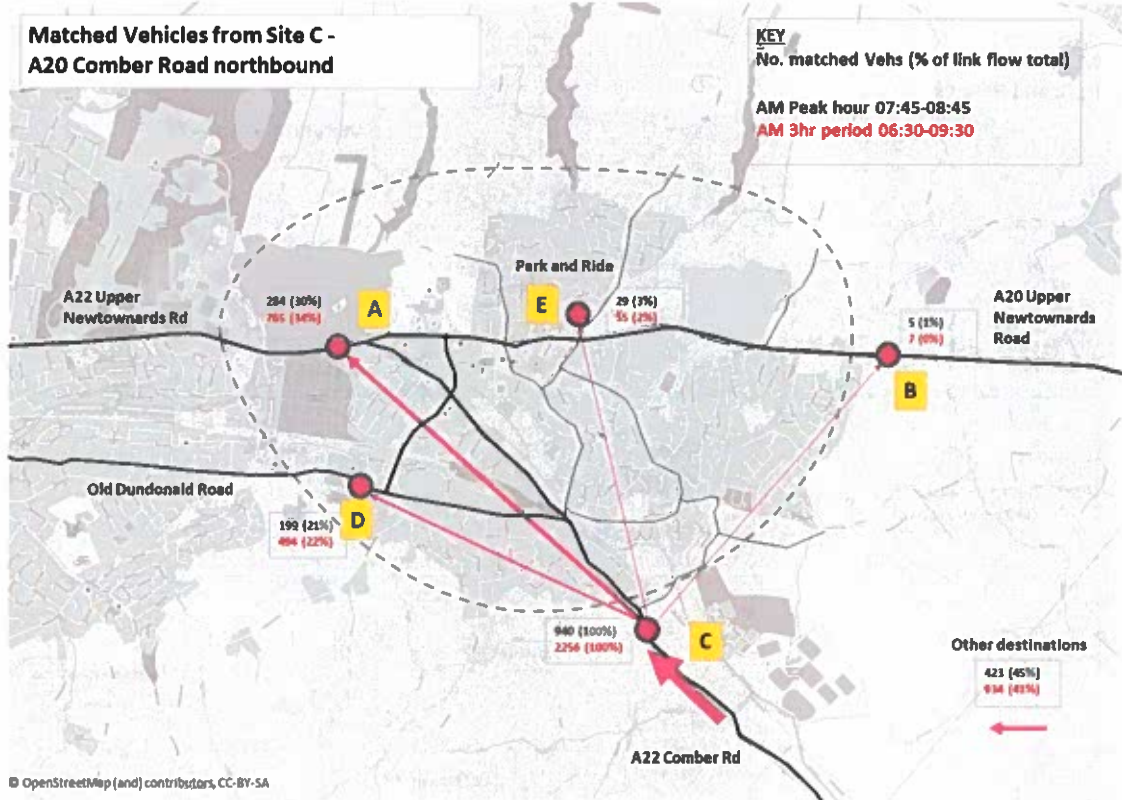 Matched Vehicles from Site C -
A20 Comber Road northbound
KEY
No. matched Vehs (% of link flow total)
AM Peak hour 07:45-08:45
AM 3hr period 06:30-09:30
Park and Ride
A22 Upper
Newtownards Rd
284 (30%)
765 (34%)
A
E
29 (3%)
55 (2%)
5 (1%)
7 (0%)
A20 Upper
Newtownards
Road
B
Old Dundonald Road
D
199 (21%)
(22%)
940 (100%)
2256 (100%)
C
Other destinations
423 (45%)
934 (41%)
A22 Comber Rd
© OpenStreetMap (and) contributors, CC-BY-SA